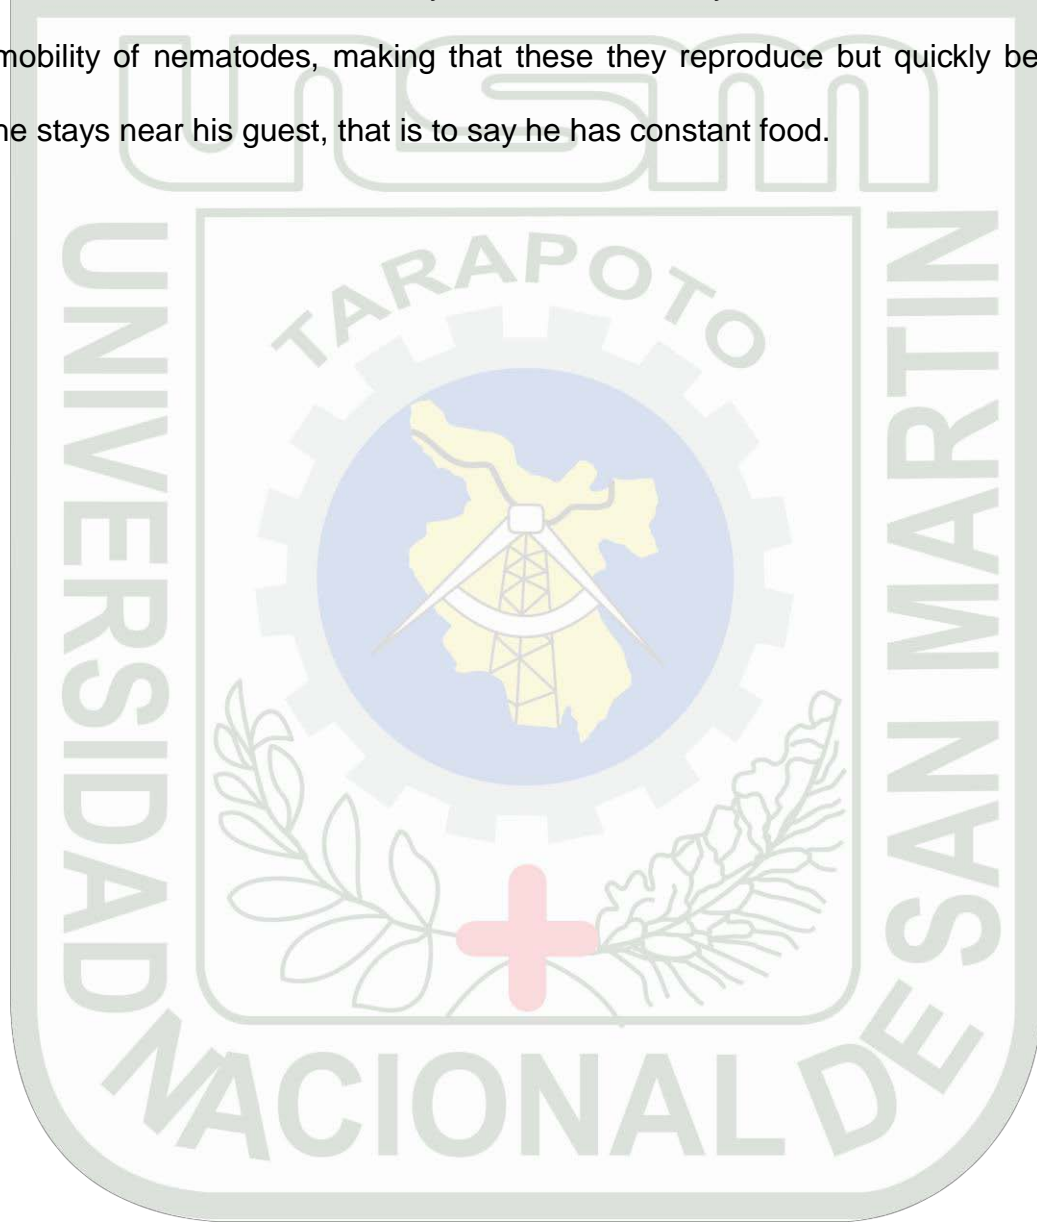 mobility of nematodes, making that these they reproduce but quickly be
he stays near his guest, that is to say he has constant food.
unsm
TARAPOTO
UNIVERSIDAD NACIONAL DE SAN MARTIN